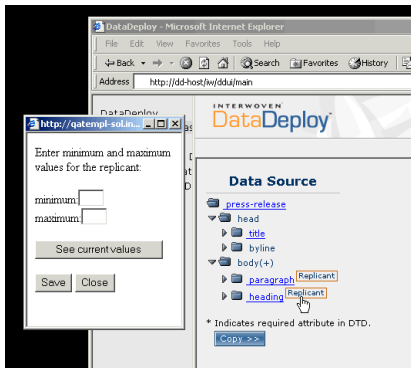 DataDeploy - Microsoft Internet Explorer
File Edit View Favorites Tools Help
Back Search Favorites History
Address http://dd-host/iw/ddui/main
DataDeploy
INTERWOVEN
DataDeploy
http://qatempl-sol.in...
Enter minimum and maximum
values for the replicant:
minimum:
maximum:
See current values
Save Close
Data Source
press-release
head
title
byline
body(+)
paragraph Replicant
heading Replicant
* Indicates required attribute in DTD.
Copy >>